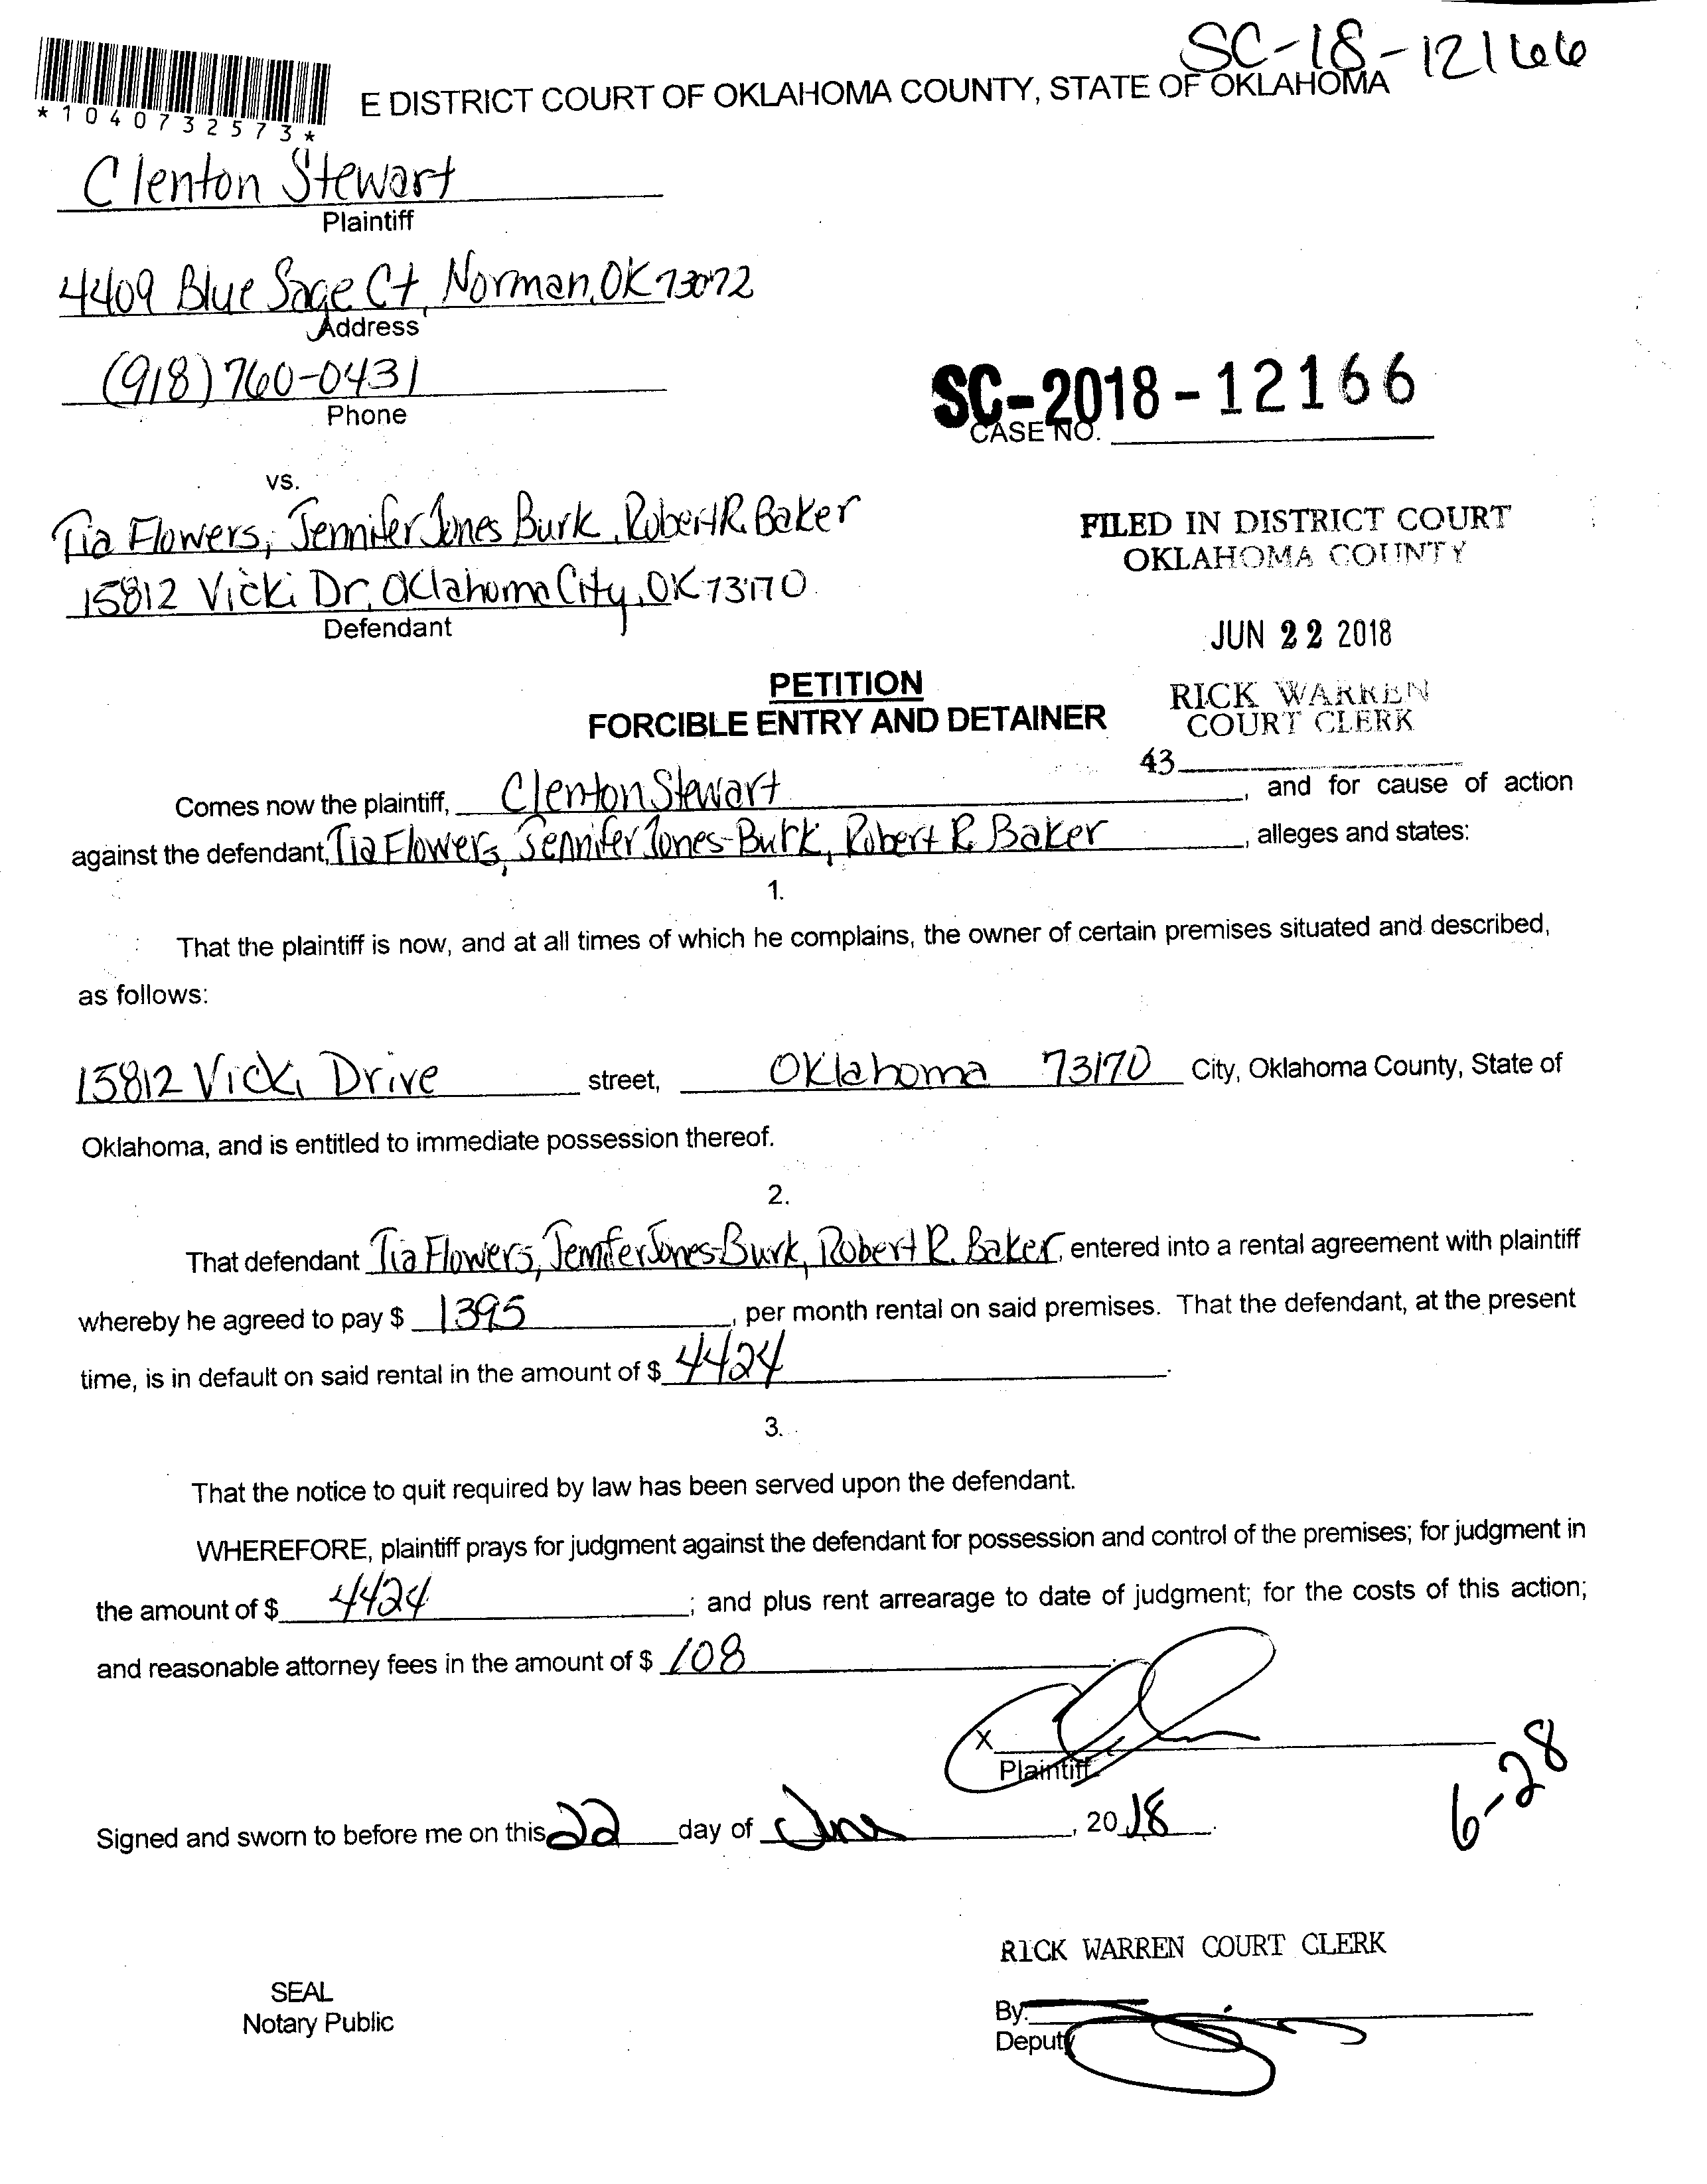 SC-18-12166
E DISTRICT COURT OF OKLAHOMA COUNTY, STATE OF OKLAHOMA
*1040732573*
Clenton Stewart
Plaintiff
4409 Blue Sage Ct, Norman, OK 73072
Address
(918) 760-0431
Phone
SC-2018-12166
CASE NO.
vs.
Tia Flowers, Jennifer Jones Burk, Robert R. Baker
15812 Vicki Dr, Oklahoma City, OK 73170
Defendant
FILED IN DISTRICT COURT
OKLAHOMA COUNTY
JUN 22 2018
RICK WARREN
COURT CLERK
43
PETITION
FORCIBLE ENTRY AND DETAINER
Comes now the plaintiff, Clenton Stewart, and for cause of action
against the defendant, Tia Flowers, Jennifer Jones-Burk, Robert R. Baker, alleges and states:
1.
That the plaintiff is now, and at all times of which he complains, the owner of certain premises situated and described,
as follows:
15812 Vicki Drive street, Oklahoma 73170 City, Oklahoma County, State of
Oklahoma, and is entitled to immediate possession thereof.
2.
That defendant Tia Flowers, Jennifer Jones-Burk, Robert R. Baker, entered into a rental agreement with plaintiff
whereby he agreed to pay $ 1395, per month rental on said premises. That the defendant, at the present
time, is in default on said rental in the amount of $ 4424.
3.
That the notice to quit required by law has been served upon the defendant.
WHEREFORE, plaintiff prays for judgment against the defendant for possession and control of the premises; for judgment in
the amount of $ 4424; and plus rent arrearage to date of judgment; for the costs of this action;
and reasonable attorney fees in the amount of $ 108.
X
Plaintiff
6-28
Signed and sworn to before me on this 22 day of June, 2018.
RICK WARREN COURT CLERK
SEAL
Notary Public
By:
Deputy